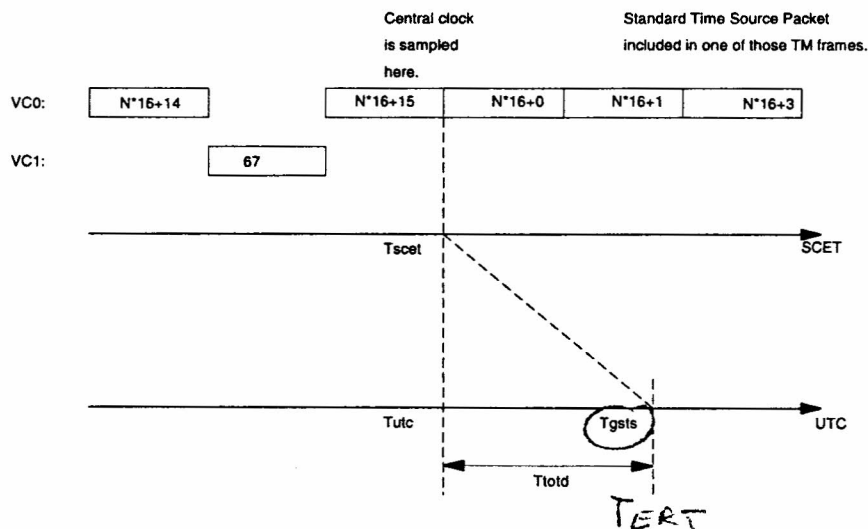 Central clock
is sampled
here.
Standard Time Source Packet
included in one of those TM frames.
VC0: N*16+14 N*16+15 N*16+0 N*16+1 N*16+3
VC1: 67
Tscet SCET
Tutc Tgsts UTC
Ttotd
TERT